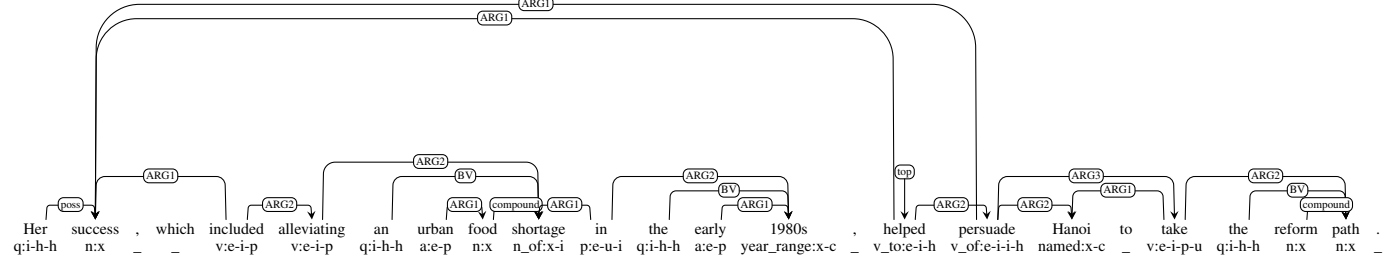 ARG1
ARG1
top
ARG2
ARG1 BV ARG2 ARG3 ARG2
BV ARG1 BV
poss ARG2 ARG1 compound ARG1 ARG1 ARG2 ARG2 compound
Her success , which included alleviating an urban food shortage in the early 1980s , helped persuade Hanoi to take the reform path .
q:i-h-h n:x _ _ v:e-i-p v:e-i-p q:i-h-h a:e-p n:x n_of:x-i p:e-u-i q:i-h-h a:e-p year_range:x-c _ v_to:e-i-h v_of:e-i-i-h named:x-c _ v:e-i-p-u q:i-h-h n:x n:x _